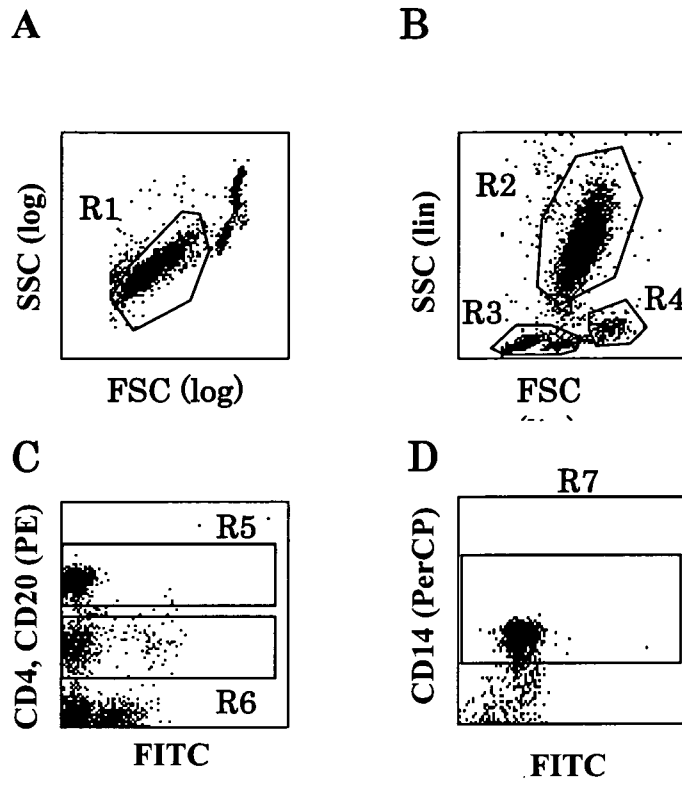 A
B
SSC (log)
R1
FSC (log)
SSC (lin)
R2
R3
R4
FSC
C
D
CD4, CD20 (PE)
R5
R6
FITC
R7
CD14 (PerCP)
FITC